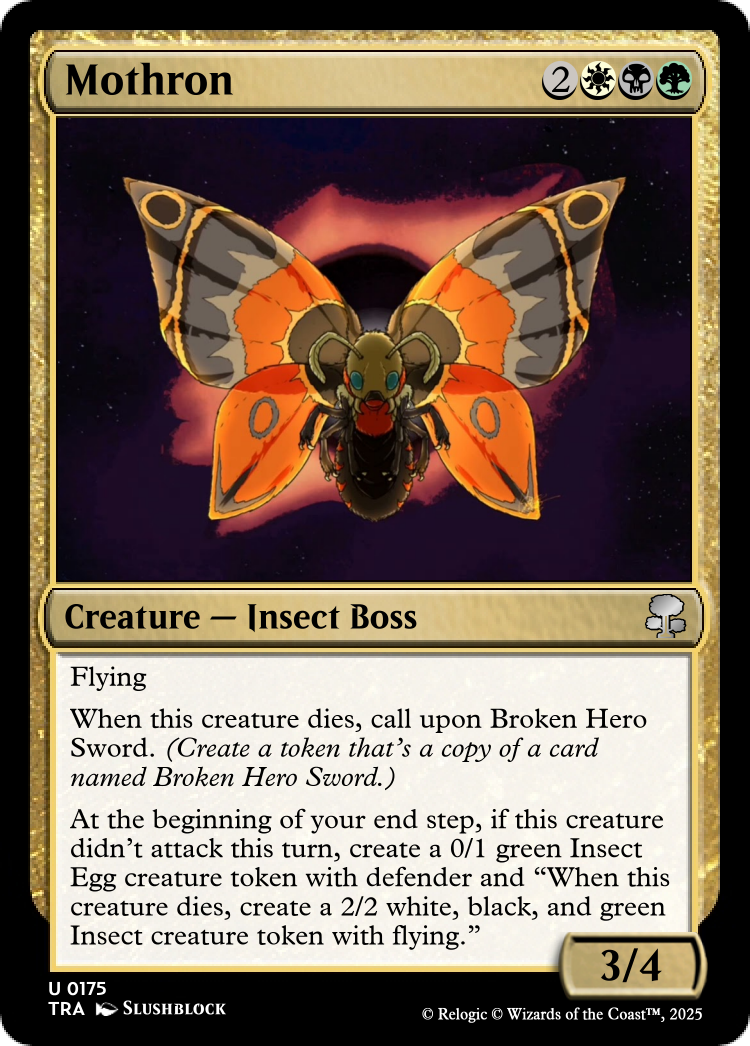 Mothron 2
Creature — Insect Boss
Flying
When this creature dies, call upon Broken Hero
Sword. (Create a token that's a copy of a card
named Broken Hero Sword.)
At the beginning of your end step, if this creature
didn't attack this turn, create a 0/1 green Insect
Egg creature token with defender and “When this
creature dies, create a 2/2 white, black, and green
Insect creature token with flying.”
3/4
U 0175
TRA SLUSHBLOCK
© Relogic © Wizards of the Coast™, 2025